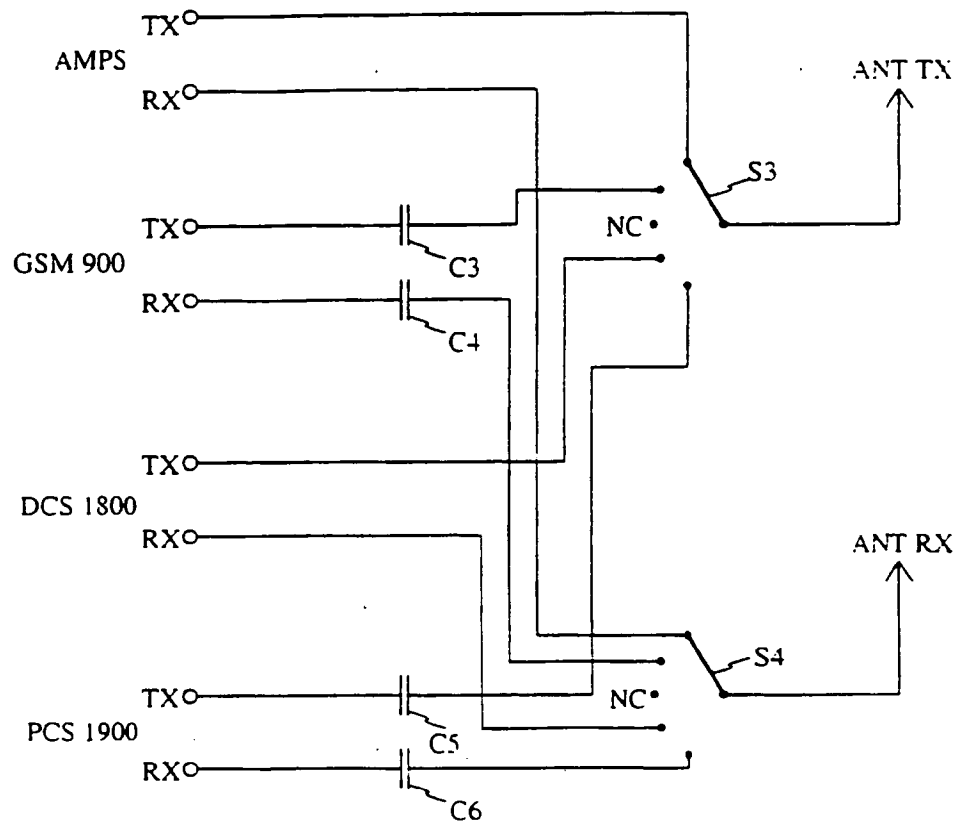 TX
AMPS
RX
ANT TX
S3
TX
NC
GSM 900
C3
RX
C4
TX
DCS 1800
RX
ANT RX
S4
TX
NC
PCS 1900
C5
RX
C6